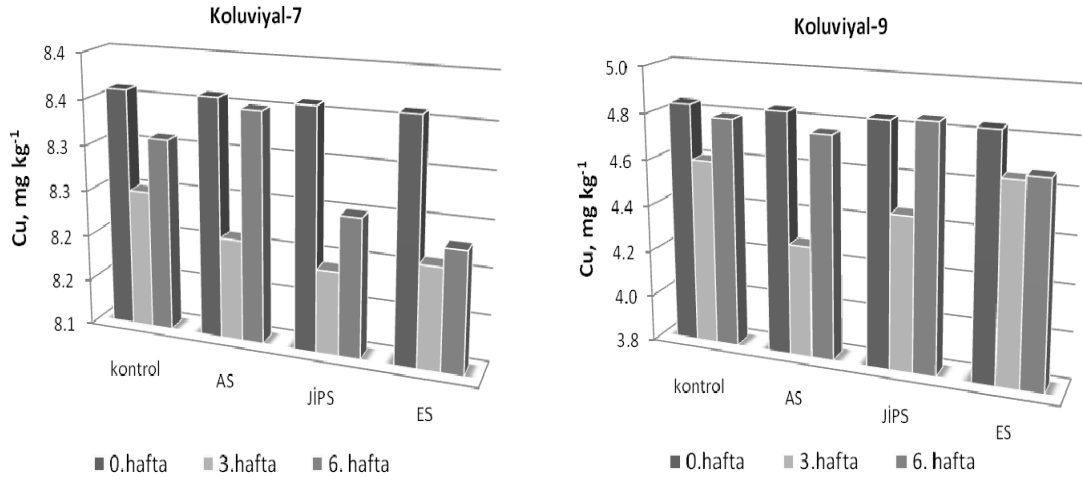 Koluviyal-7
Cu, mg kg-1
8.4
8.4
8.3
8.3
8.2
8.2
8.1
kontrol
AS
JİPS
ES
0.hafta 3.hafta 6. hafta
Koluviyal-9
Cu, mg kg-1
5.0
4.8
4.6
4.4
4.2
4.0
3.8
kontrol
AS
JİPS
ES
0.hafta 3.hafta 6. hafta